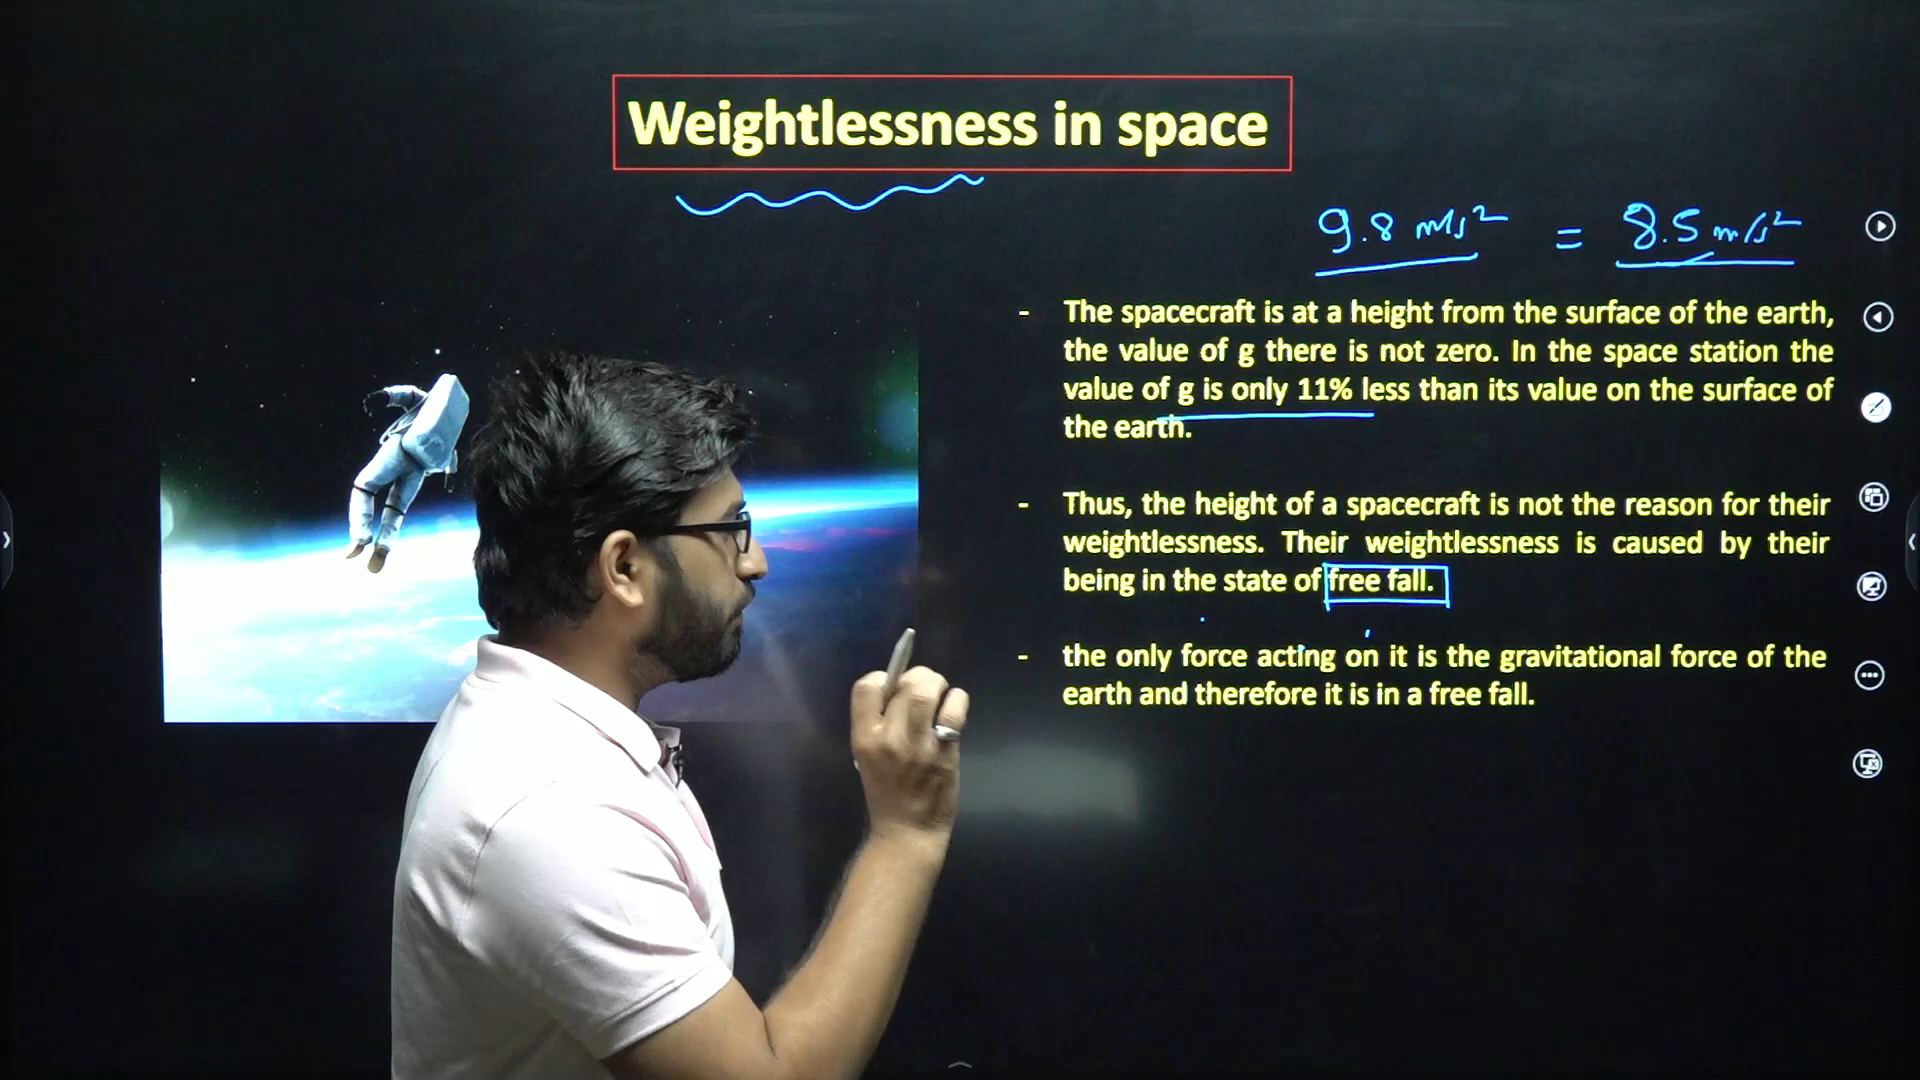 Weightlessness in space
9.8 m/s² = 8.5 m/s²
- The spacecraft is at a height from the surface of the earth,
the value of g there is not zero. In the space station the
value of g is only 11% less than its value on the surface of
the earth.
- Thus, the height of a spacecraft is not the reason for their
weightlessness. Their weightlessness is caused by their
being in the state of free fall.
- the only force acting on it is the gravitational force of the
earth and therefore it is in a free fall.